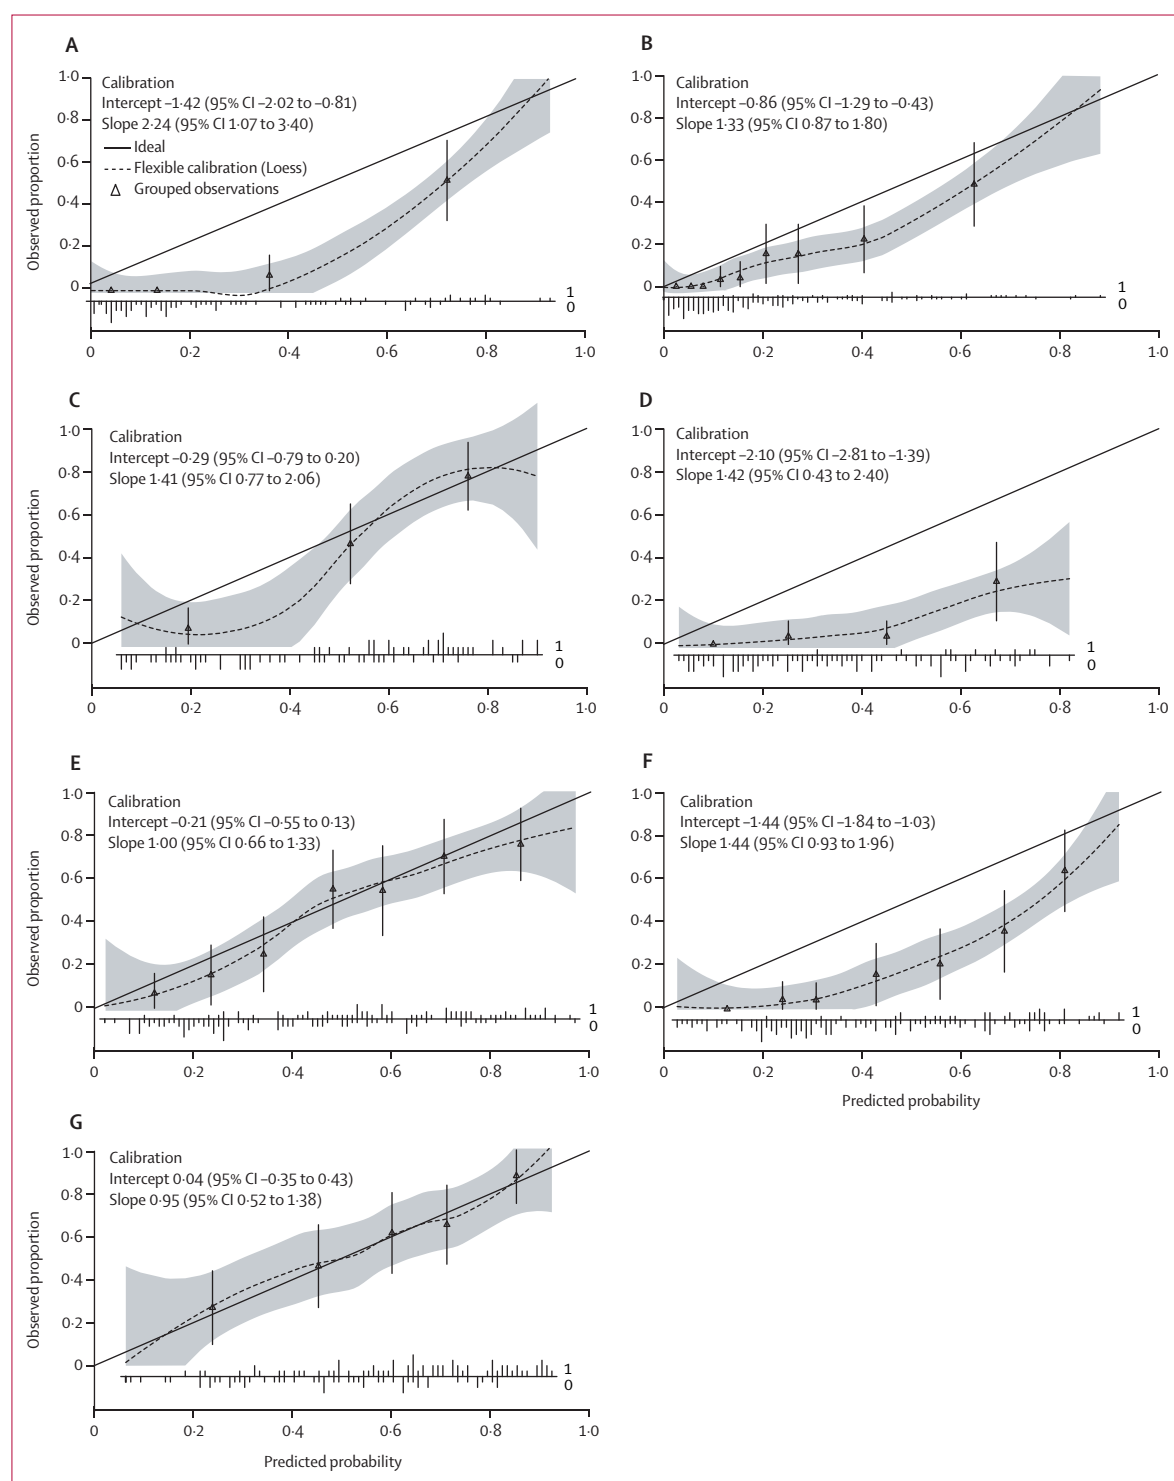 A
Calibration
Intercept –1·42 (95% CI –2·02 to –0·81)
Slope 2·24 (95% CI 1·07 to 3·40)
Ideal
Flexible calibration (Loess)
Grouped observations
Observed proportion
1·0
0·8
0·6
0·4
0·2
0
1
0
0 0·2 0·4 0·6 0·8 1·0
B
Calibration
Intercept –0·86 (95% CI –1·29 to –0·43)
Slope 1·33 (95% CI 0·87 to 1·80)
1·0
0·8
0·6
0·4
0·2
0
1
0
0 0·2 0·4 0·6 0·8 1·0
C
Calibration
Intercept –0·29 (95% CI –0·79 to 0·20)
Slope 1·41 (95% CI 0·77 to 2·06)
Observed proportion
1·0
0·8
0·6
0·4
0·2
0
1
0
0 0·2 0·4 0·6 0·8 1·0
D
Calibration
Intercept –2·10 (95% CI –2·81 to –1·39)
Slope 1·42 (95% CI 0·43 to 2·40)
1·0
0·8
0·6
0·4
0·2
0
1
0
0 0·2 0·4 0·6 0·8 1·0
E
Calibration
Intercept –0·21 (95% CI –0·55 to 0·13)
Slope 1·00 (95% CI 0·66 to 1·33)
Observed proportion
1·0
0·8
0·6
0·4
0·2
0
1
0
0 0·2 0·4 0·6 0·8 1·0
F
Calibration
Intercept –1·44 (95% CI –1·84 to –1·03)
Slope 1·44 (95% CI 0·93 to 1·96)
1·0
0·8
0·6
0·4
0·2
0
1
0
0 0·2 0·4 0·6 0·8 1·0
Predicted probability
G
Calibration
Intercept 0·04 (95% CI –0·35 to 0·43)
Slope 0·95 (95% CI 0·52 to 1·38)
Observed proportion
1·0
0·8
0·6
0·4
0·2
0
1
0
0 0·2 0·4 0·6 0·8 1·0
Predicted probability